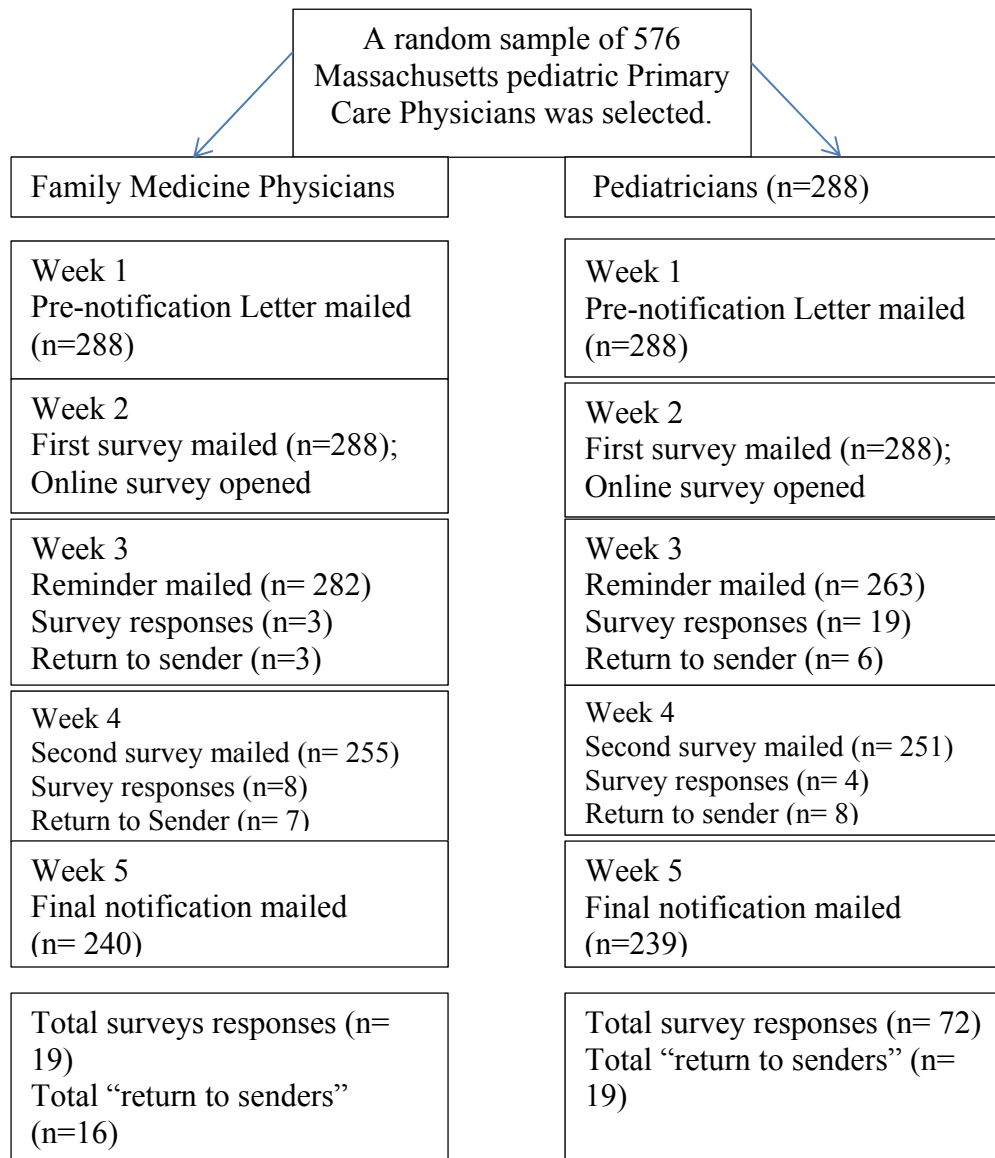 A random sample of 576
Massachusetts pediatric Primary
Care Physicians was selected.
Family Medicine Physicians
Pediatricians (n=288)
Week 1
Pre-notification Letter mailed
(n=288)
Week 1
Pre-notification Letter mailed
(n=288)
Week 2
First survey mailed (n=288);
Online survey opened
Week 2
First survey mailed (n=288);
Online survey opened
Week 3
Reminder mailed (n= 282)
Survey responses (n=3)
Return to sender (n=3)
Week 3
Reminder mailed (n= 263)
Survey responses (n= 19)
Return to sender (n= 6)
Week 4
Second survey mailed (n= 255)
Survey responses (n=8)
Return to Sender (n= 7)
Week 4
Second survey mailed (n= 251)
Survey responses (n= 4)
Return to sender (n= 8)
Week 5
Final notification mailed
(n= 240)
Week 5
Final notification mailed
(n=239)
Total surveys responses (n=
19)
Total “return to senders”
(n=16)
Total survey responses (n= 72)
Total “return to senders” (n=
19)